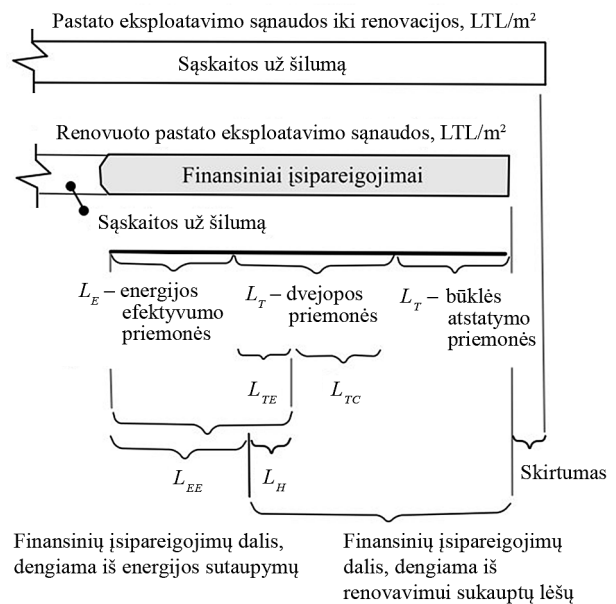 Pastato eksploatavimo sąnaudos iki renovacijos, LTL/m²
Sąskaitos už šilumą
Renovuoto pastato eksploatavimo sąnaudos, LTL/m²
Finansiniai įsipareigojimai
Sąskaitos už šilumą
L_E – energijos
efektyvumo
priemonės
L_T – dvejopos
priemonės
L_T – būklės
atstatymo
priemonės
L_TE
L_TC
L_EE
L_H
Skirtumas
Finansinių įsipareigojimų dalis,
dengiama iš energijos sutaupymų
Finansinių įsipareigojimų
dalis, dengiama iš
renovavimui sukauptų lėšų